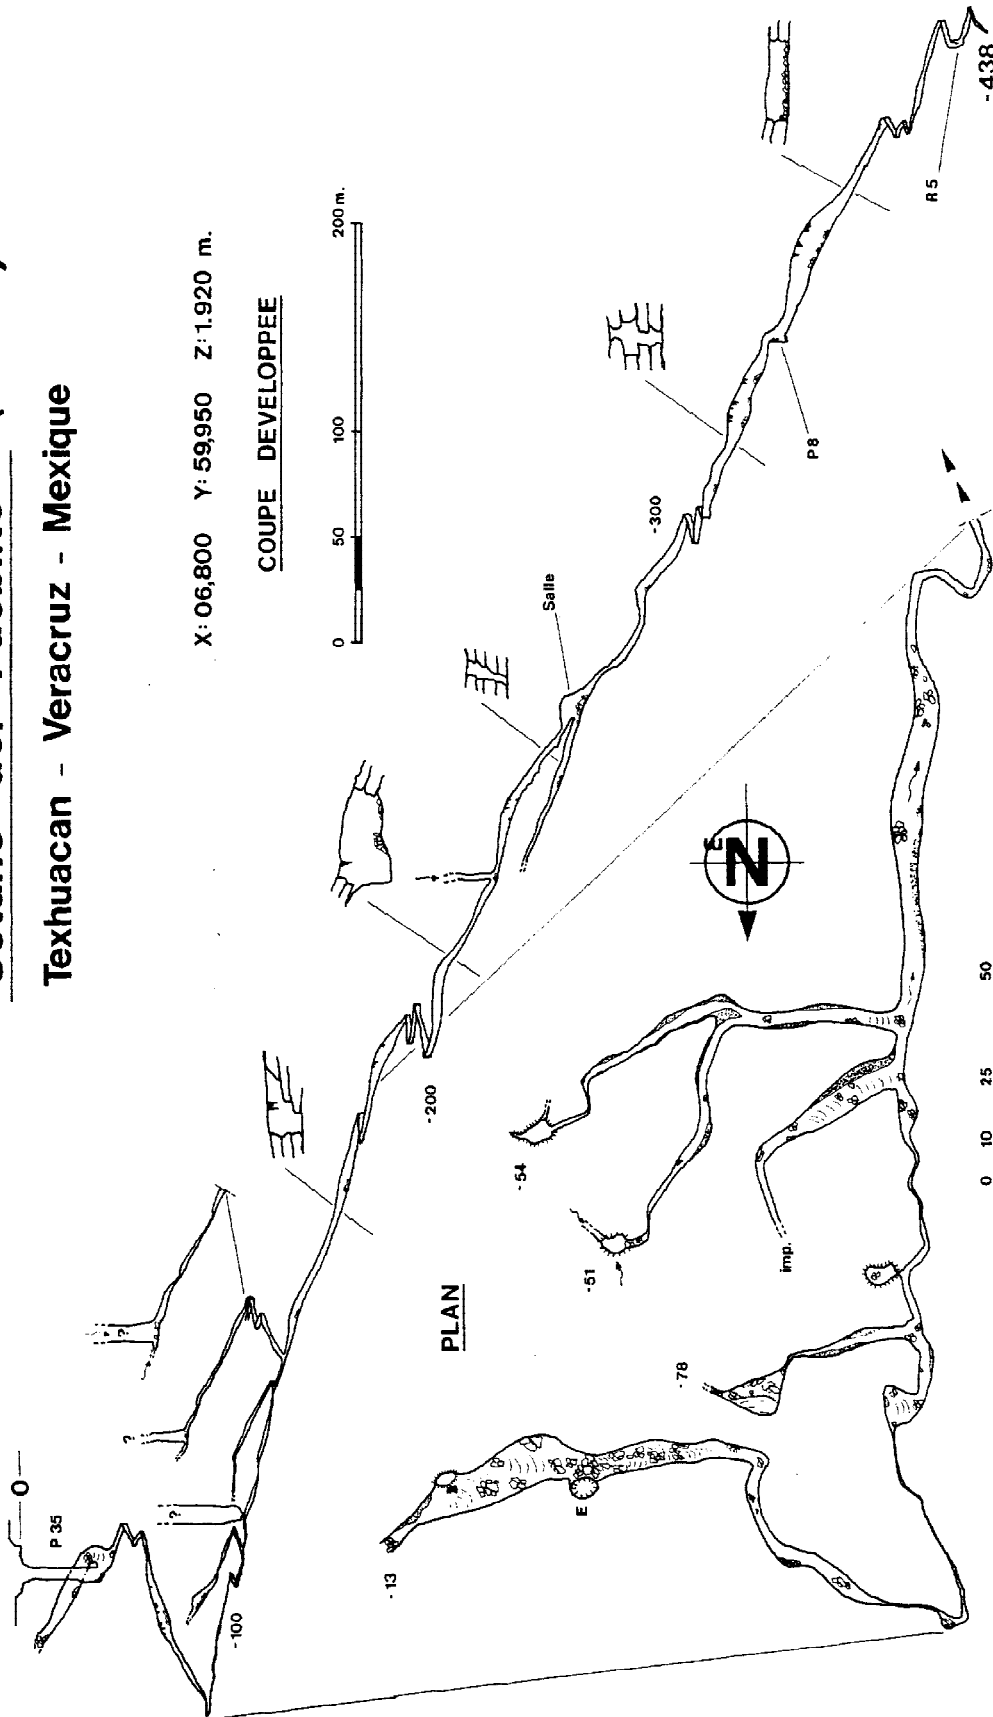 Texhuacan - Veracruz - Mexique
X: 06,800 Y: 59,950 Z: 1.920 m.
COUPE DEVELOPPEE
0 50 100 200 m.
0
P 35
?
?
?
-100
-200
Salle
-300
P 8
R 5
-438
PLAN
-13
E
-78
-51
-54
imp.
N
0 10 25 50